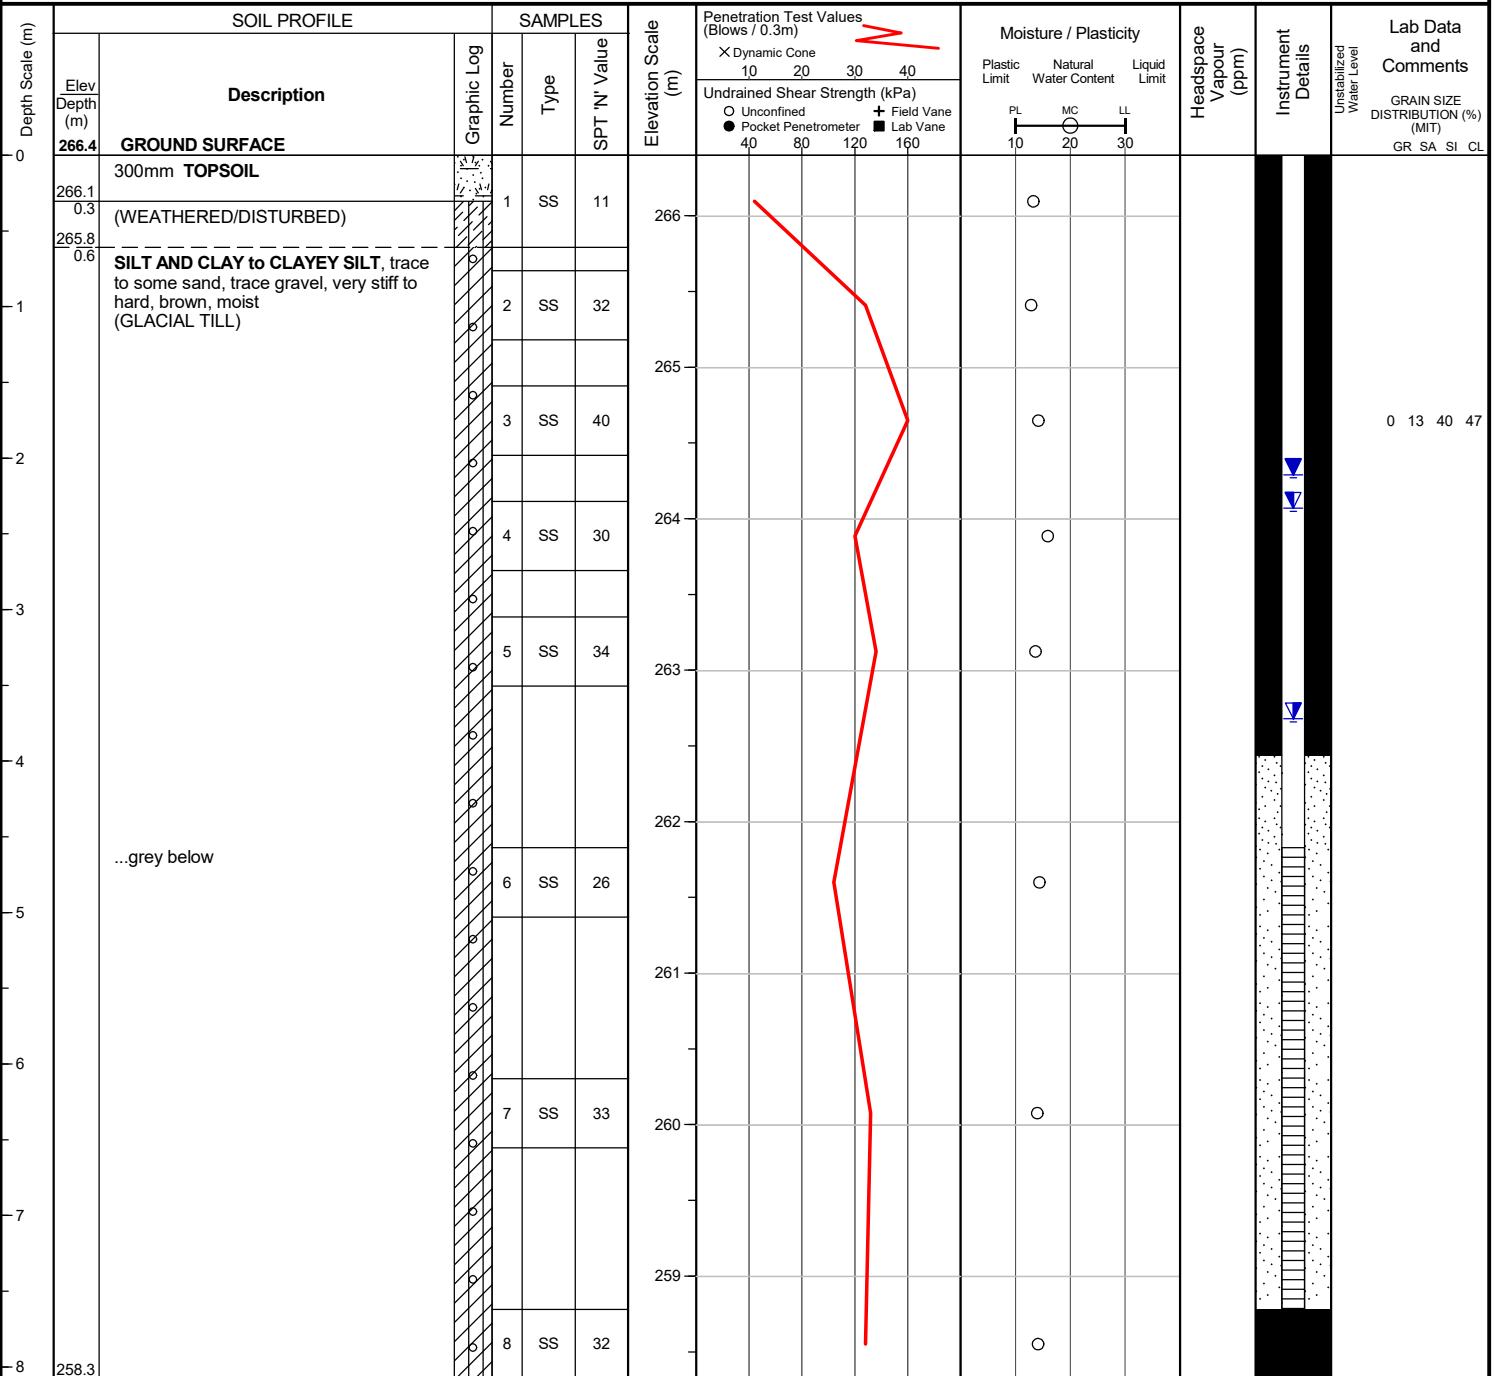 SOIL PROFILE
SAMPLES
Depth Scale (m)
Elev
Depth
(m)
Description
Graphic Log
Number
Type
SPT 'N' Value
Elevation Scale
(m)
Penetration Test Values
(Blows / 0.3m)
Dynamic Cone
10 20 30 40
Undrained Shear Strength (kPa)
Unconfined
Field Vane
Pocket Penetrometer
Lab Vane
40 80 120 160
Moisture / Plasticity
Plastic
Limit
Natural
Water Content
Liquid
Limit
PL MC LL
10 20 30
Headspace
Vapour
(ppm)
Instrument
Details
Unstabilized
Water Level
Lab Data
and
Comments
GRAIN SIZE
DISTRIBUTION (%)
(MIT)
GR SA SI CL
266.4 GROUND SURFACE
0
300mm TOPSOIL
266.1
0.3
(WEATHERED/DISTURBED)
1 SS 11
266
265.8
0.6
SILT AND CLAY to CLAYEY SILT, trace
to some sand, trace gravel, very stiff to
hard, brown, moist
(GLACIAL TILL)
1
2 SS 32
265
3 SS 40
0 13 40 47
2
264
4 SS 30
3
5 SS 34
263
4
262
...grey below
6 SS 26
5
261
6
7 SS 33
260
7
259
8 SS 32
8
258.3